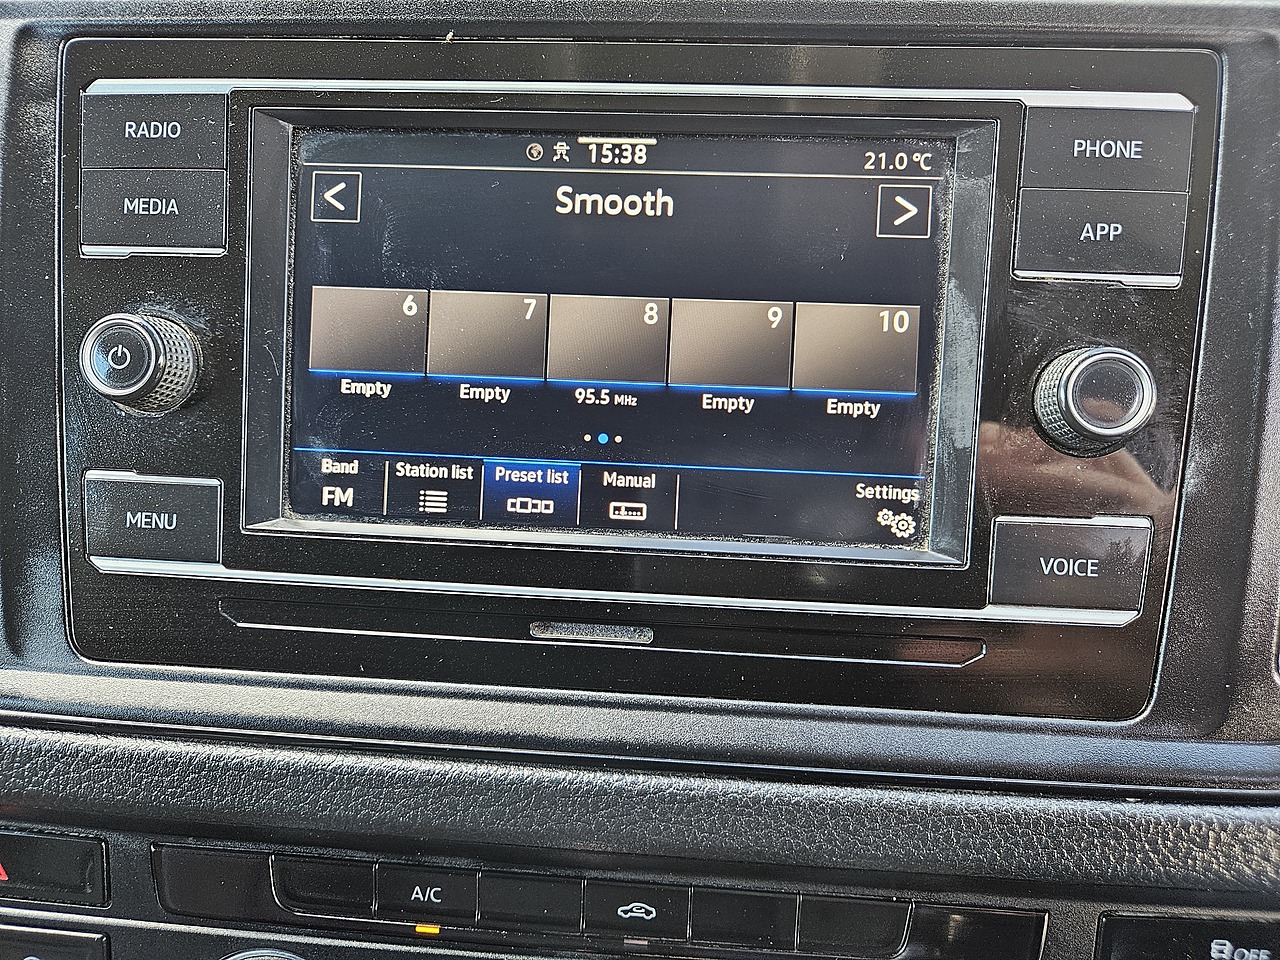 RADIO
MEDIA
MENU
15:38
21.0 °C
<
Smooth
>
6
7
8
9
10
Empty
Empty
95.5 MHz
Empty
Empty
Band
FM
Station list
Preset list
Manual
Settings
PHONE
APP
VOICE
A/C
OFF